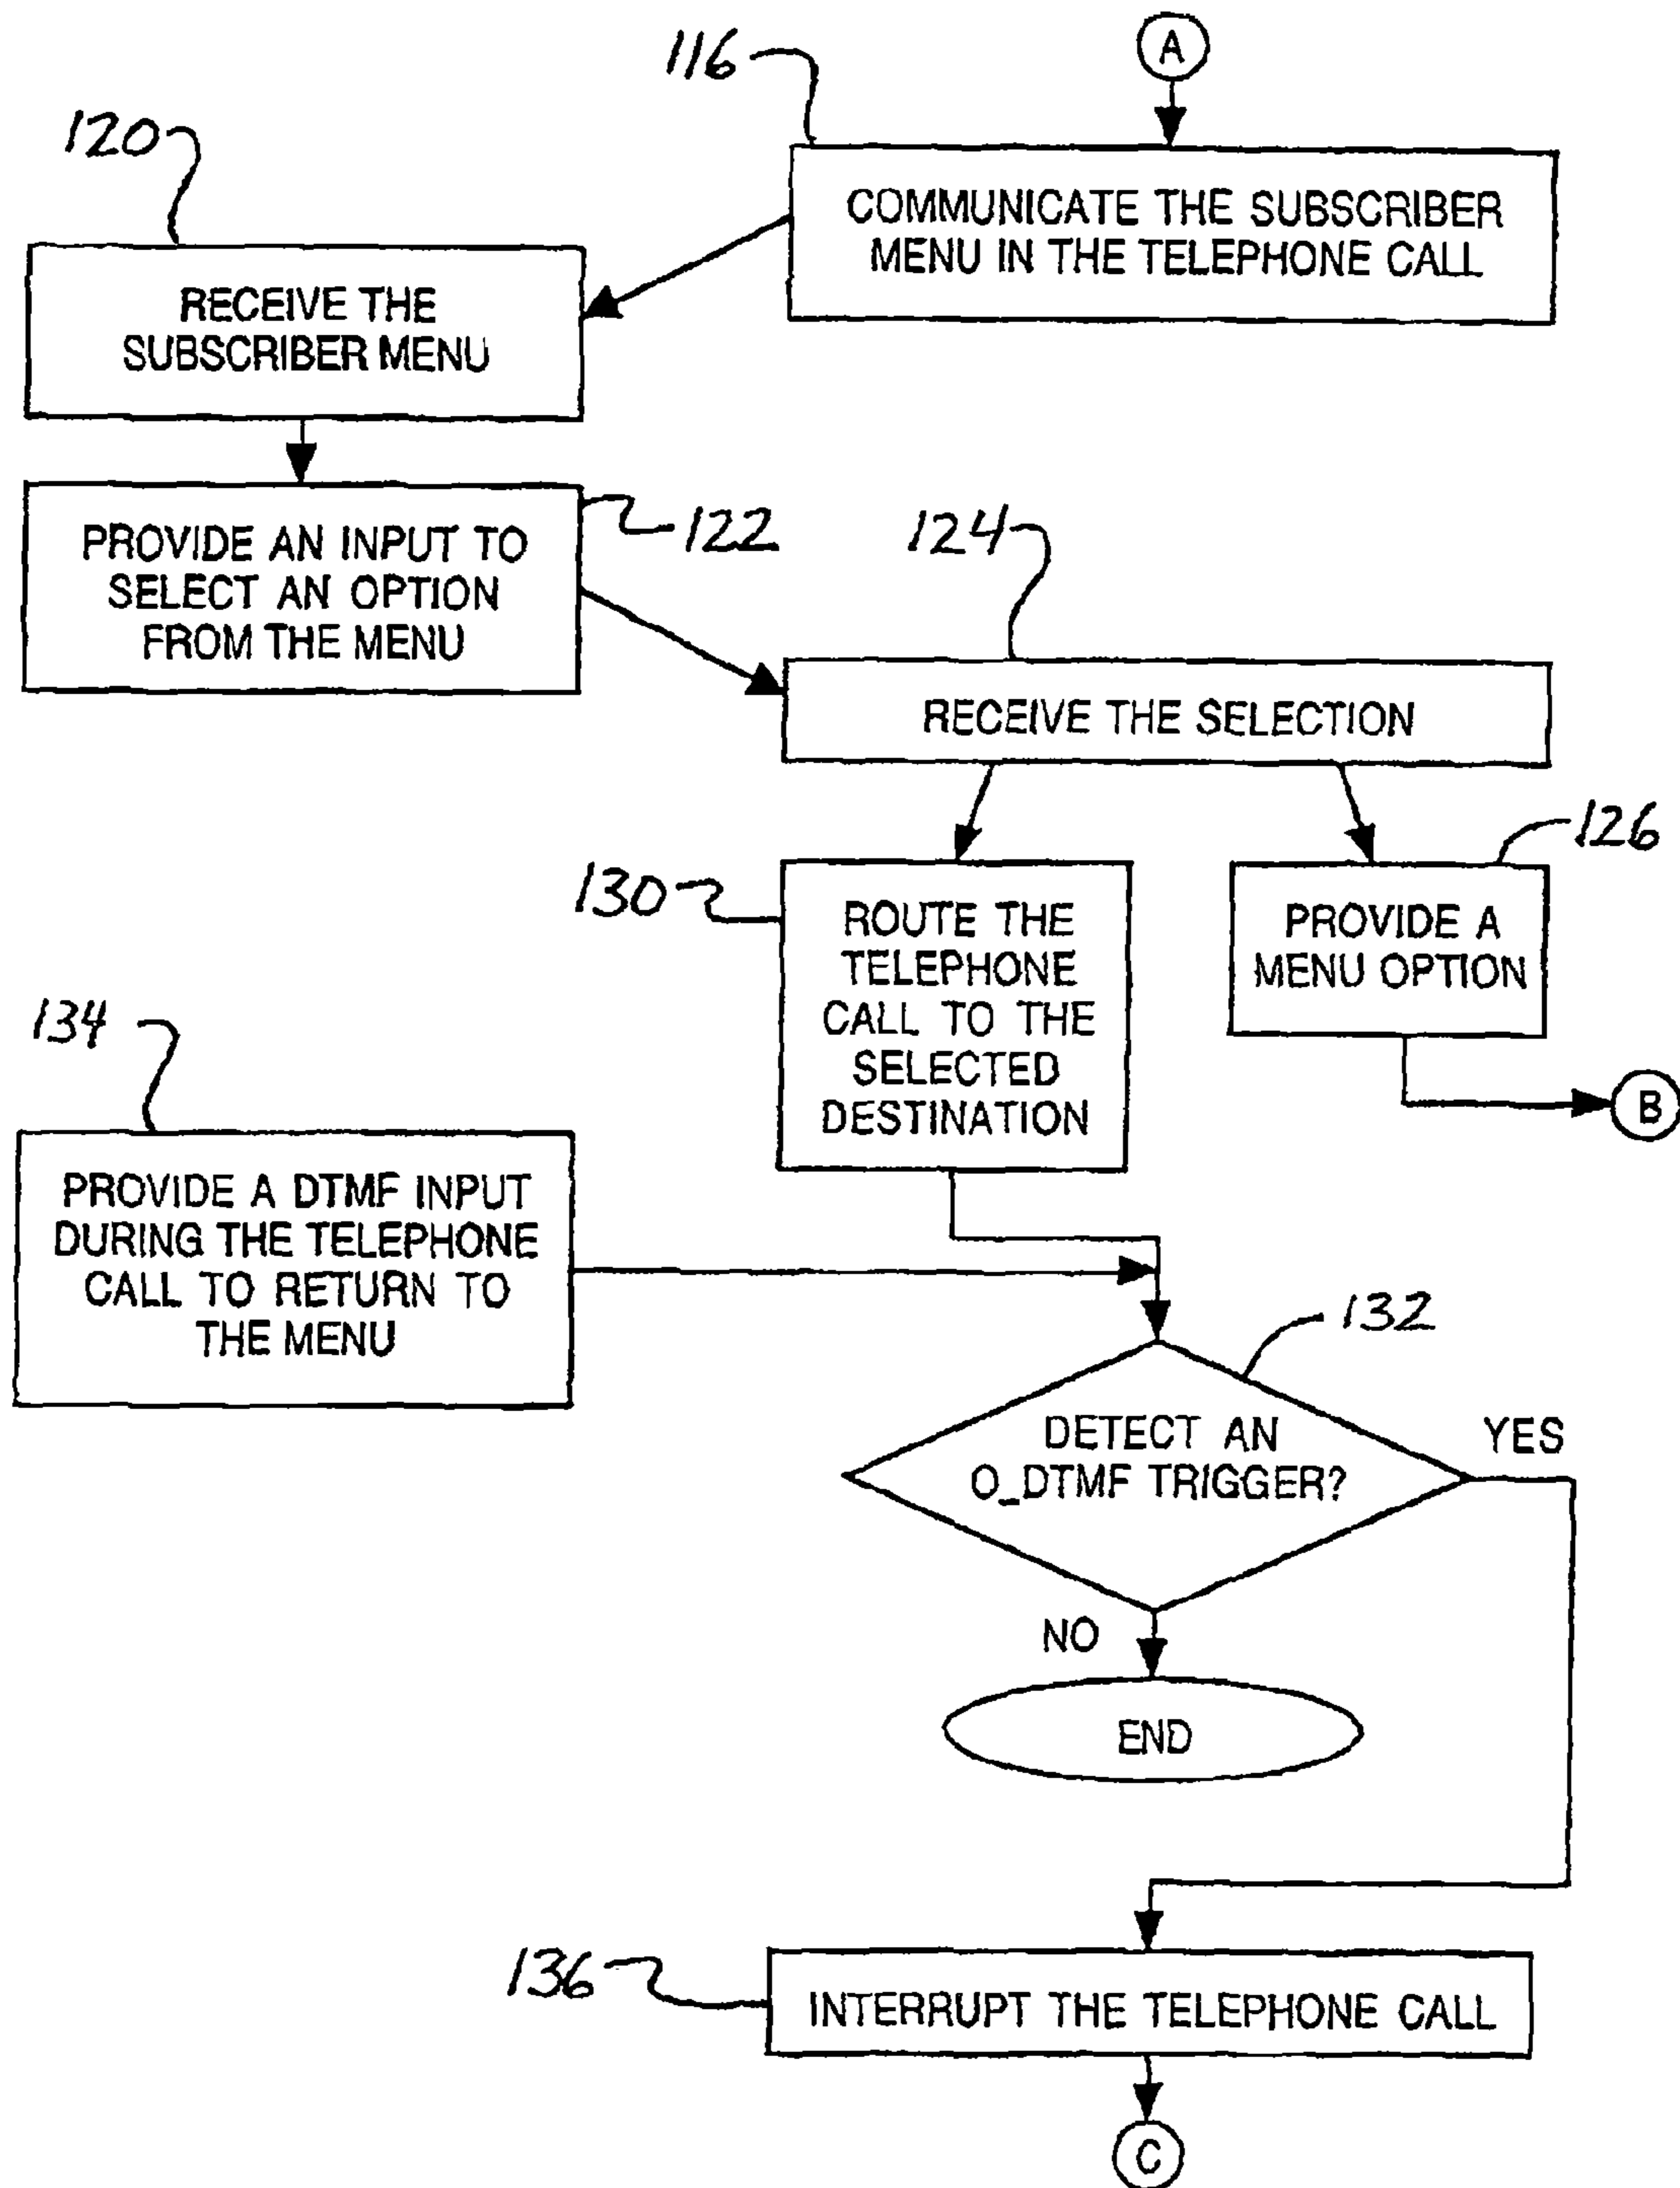 A
116
COMMUNICATE THE SUBSCRIBER
MENU IN THE TELEPHONE CALL
120
RECEIVE THE
SUBSCRIBER MENU
PROVIDE AN INPUT TO
SELECT AN OPTION
FROM THE MENU
122
124
RECEIVE THE SELECTION
130
ROUTE THE
TELEPHONE
CALL TO THE
SELECTED
DESTINATION
126
PROVIDE A
MENU OPTION
B
134
PROVIDE A DTMF INPUT
DURING THE TELEPHONE
CALL TO RETURN TO
THE MENU
132
DETECT AN
O_DTMF TRIGGER?
YES
NO
END
136
INTERRUPT THE TELEPHONE CALL
C